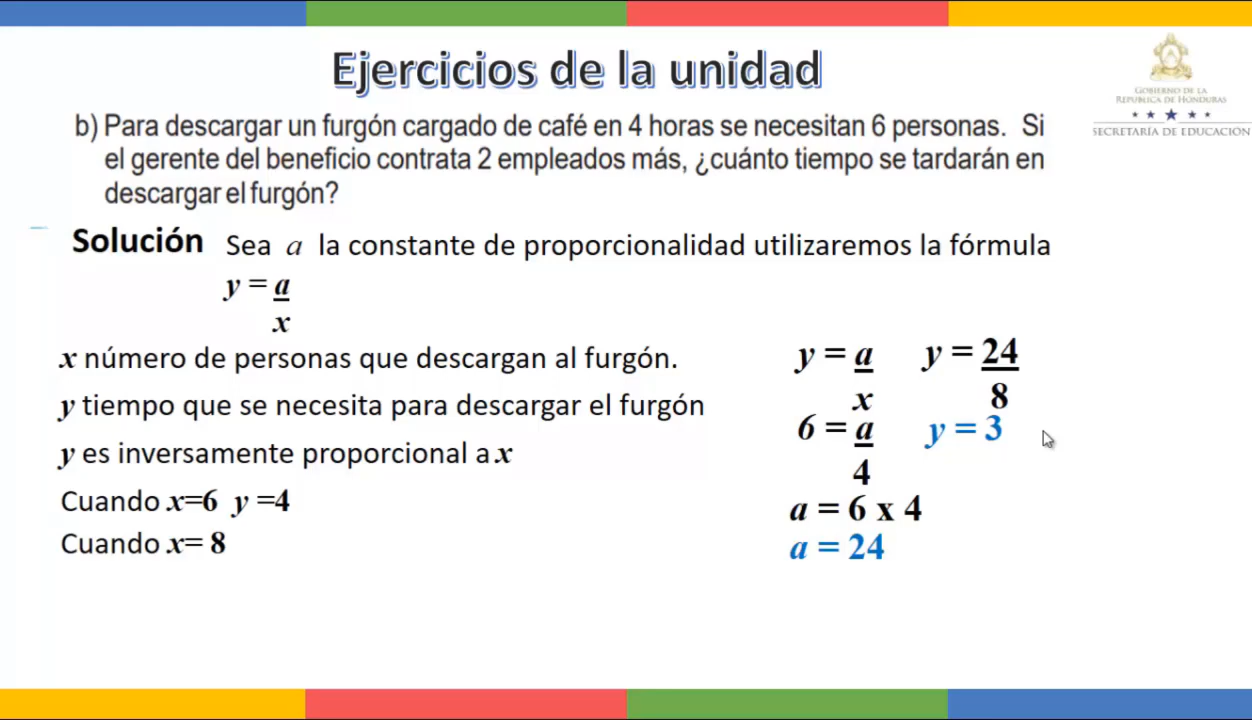 Ejercicios de la unidad
GOBIERNO DE LA
REPÚBLICA DE HONDURAS
SECRETARÍA DE EDUCACIÓN
b) Para descargar un furgón cargado de café en 4 horas se necesitan 6 personas. Si
el gerente del beneficio contrata 2 empleados más, ¿cuánto tiempo se tardarán en
descargar el furgón?
Solución Sea a la constante de proporcionalidad utilizaremos la fórmula
y = a
x
x número de personas que descargan al furgón.
y tiempo que se necesita para descargar el furgón
y es inversamente proporcional a x
Cuando x=6 y =4
Cuando x= 8
y = a
x
6 = a
4
a = 6 x 4
a = 24
y = 24
8
y = 3